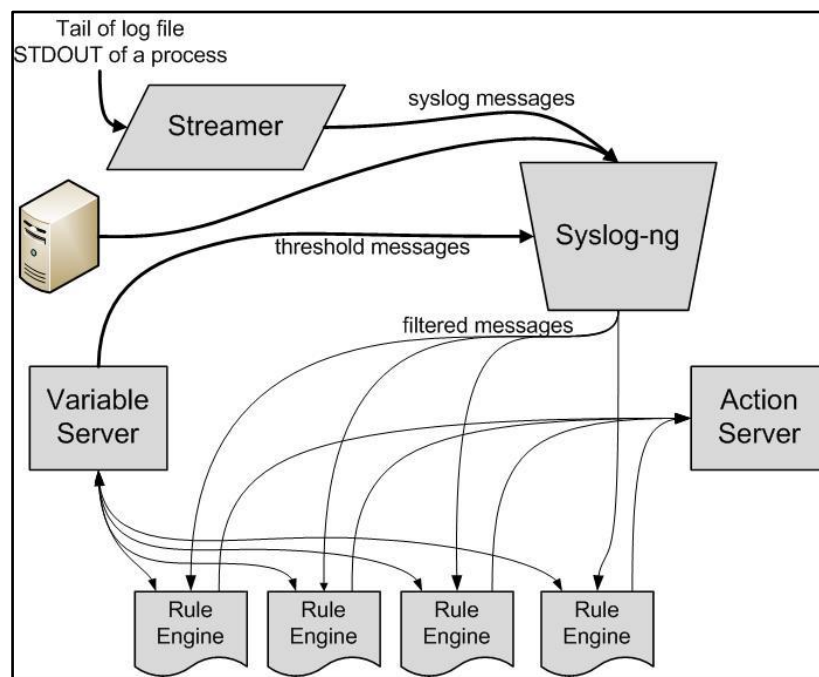 Tail of log file
STDOUT of a process
syslog messages
Streamer
Syslog-ng
threshold messages
filtered messages
Variable
Server
Action
Server
Rule
Engine
Rule
Engine
Rule
Engine
Rule
Engine